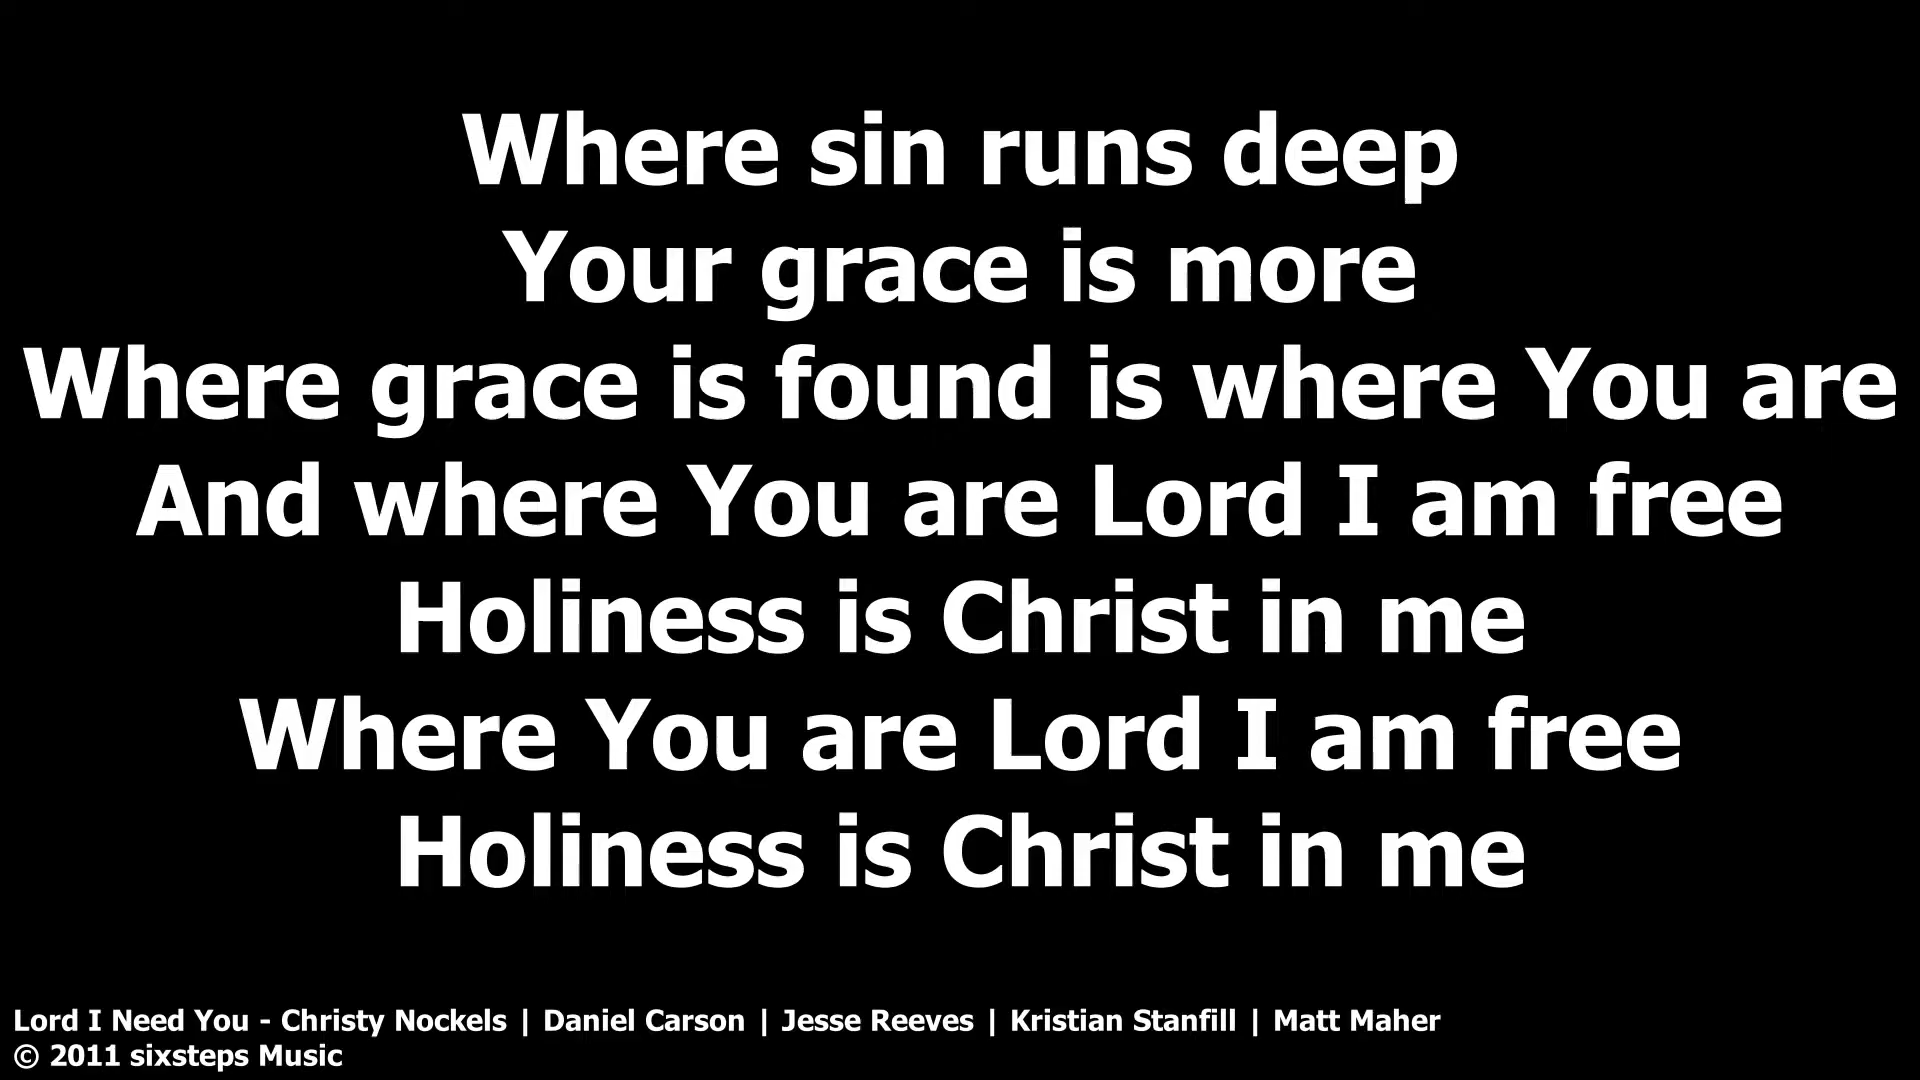 Where sin runs deep
Your grace is more
Where grace is found is where You are
And where You are Lord I am free
Holiness is Christ in me
Where You are Lord I am free
Holiness is Christ in me
Lord I Need You - Christy Nockels | Daniel Carson | Jesse Reeves | Kristian Stanfill | Matt Maher
© 2011 sixsteps Music